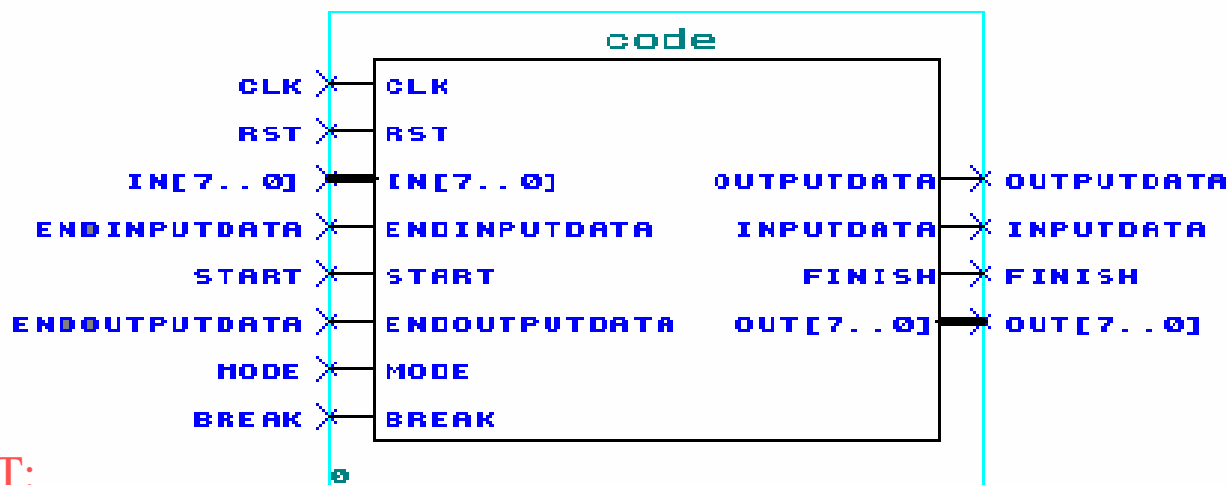 code
CLK CLK
RST RST
IN[7..0] IN[7..0] OUTPUTDATA OUTPUTDATA
ENDINPUTDATA ENDINPUTDATA INPUTDATA INPUTDATA
START START FINISH FINISH
ENDOUTPUTDATA ENDOUTPUTDATA OUT[7..0] OUT[7..0]
MODE MODE
BREAK BREAK
T:
0